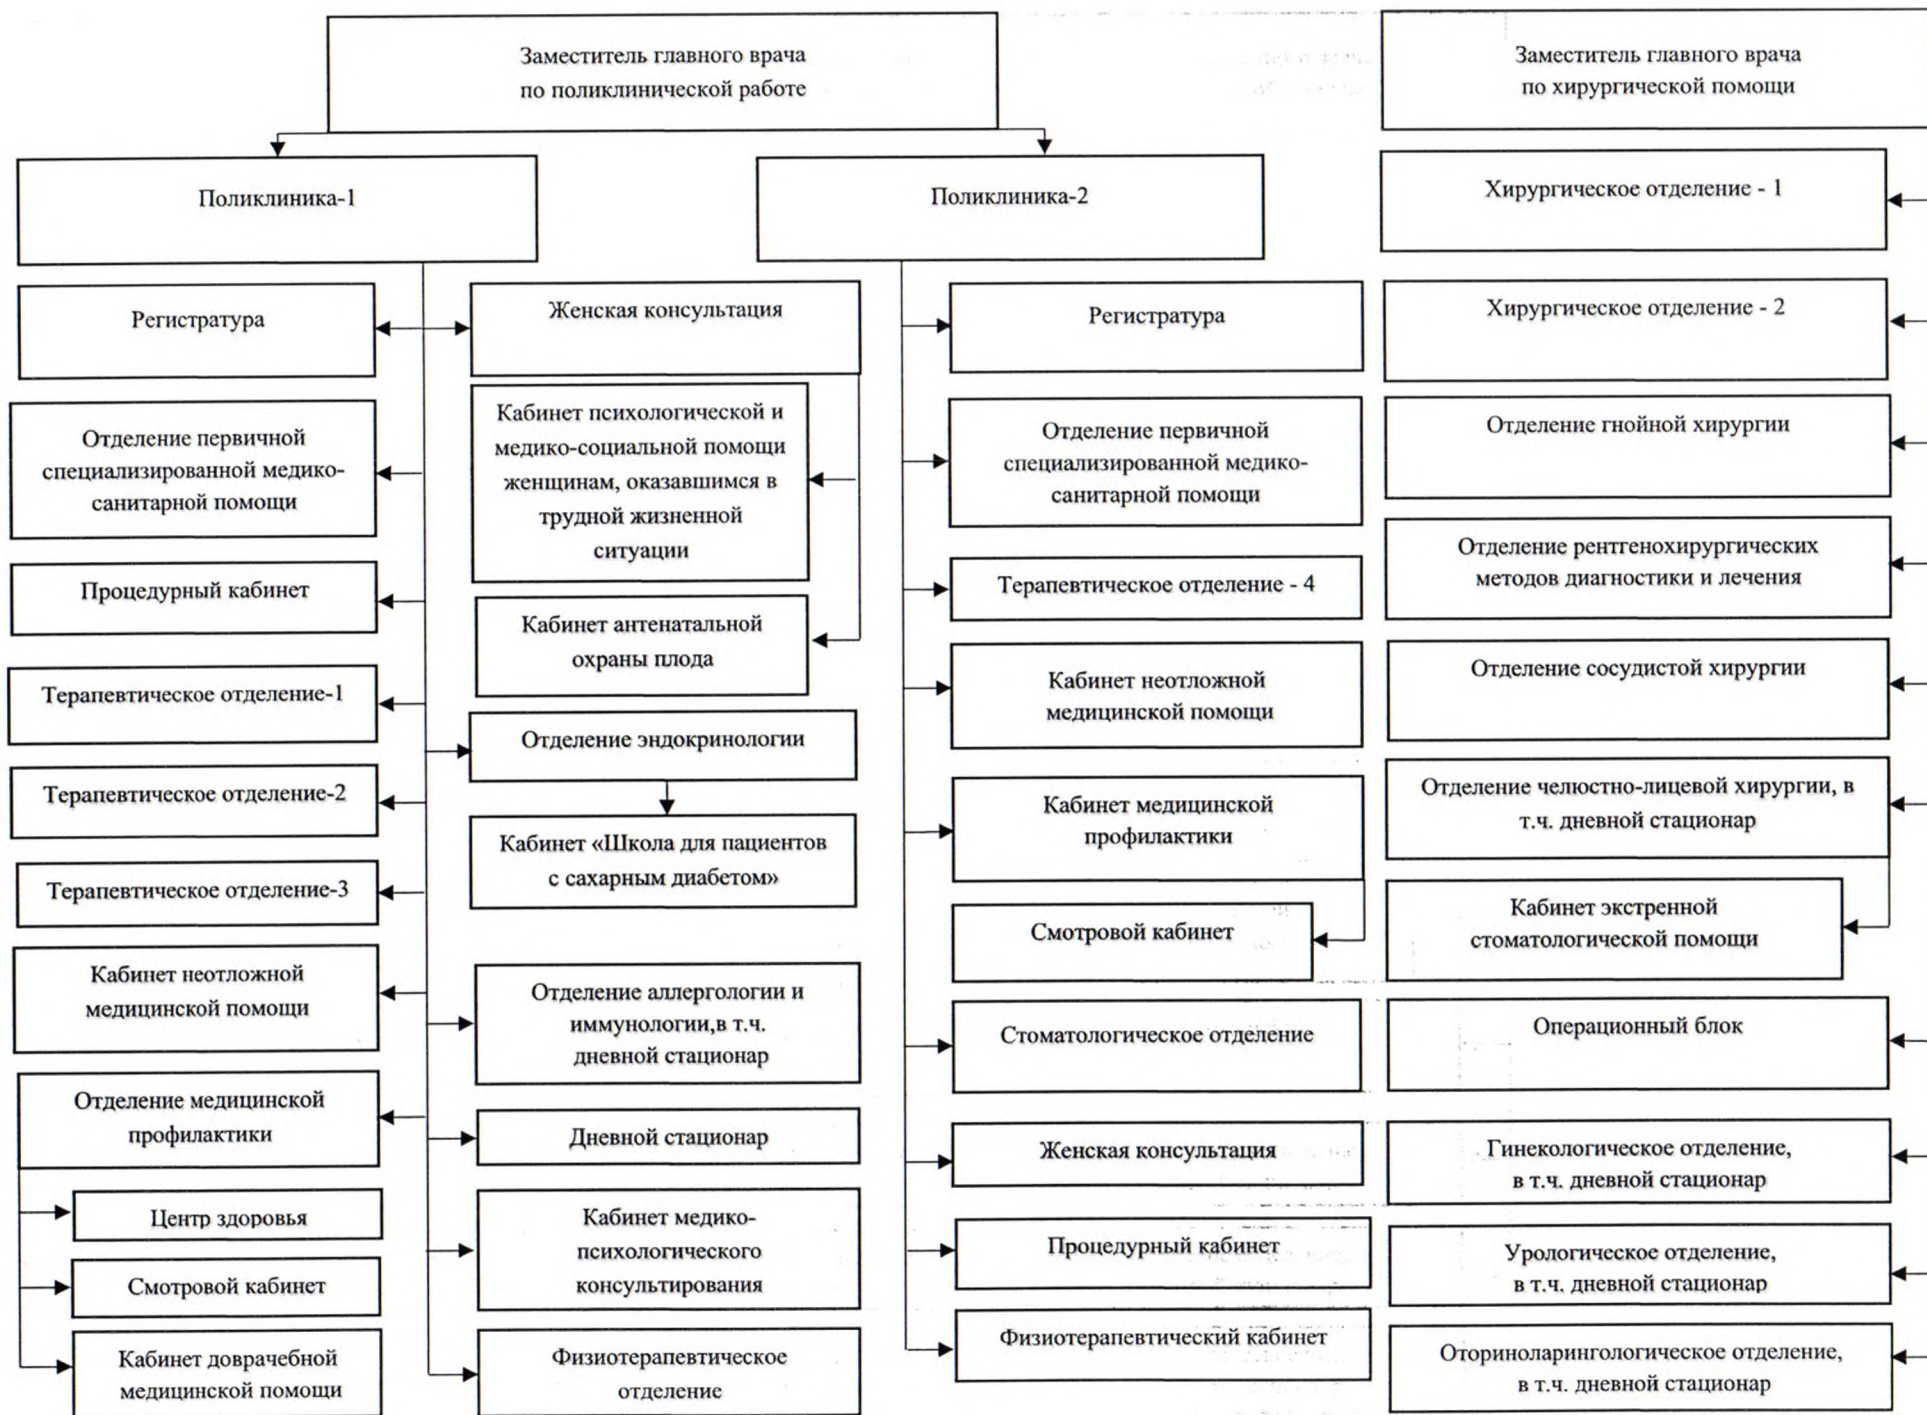 Заместитель главного врача
по поликлинической работе
Заместитель главного врача
по хирургической помощи
Поликлиника-1
Регистратура
Отделение первичной
специализированной медико-
санитарной помощи
Процедурный кабинет
Терапевтическое отделение-1
Терапевтическое отделение-2
Терапевтическое отделение-3
Кабинет неотложной
медицинской помощи
Отделение медицинской
профилактики
Центр здоровья
Смотровой кабинет
Кабинет доврачебной
медицинской помощи
Женская консультация
Кабинет психологической и
медико-социальной помощи
женщинам, оказавшимся в
трудной жизненной
ситуации
Кабинет антенатальной
охраны плода
Отделение эндокринологии
Кабинет «Школа для пациентов
с сахарным диабетом»
Отделение аллергологии и
иммунологии,в т.ч.
дневной стационар
Дневной стационар
Кабинет медико-
психологического
консультирования
Физиотерапевтическое
отделение
Поликлиника-2
Регистратура
Отделение первичной
специализированной медико-
санитарной помощи
Терапевтическое отделение - 4
Кабинет неотложной
медицинской помощи
Кабинет медицинской
профилактики
Смотровой кабинет
Стоматологическое отделение
Женская консультация
Процедурный кабинет
Физиотерапевтический кабинет
Хирургическое отделение - 1
Хирургическое отделение - 2
Отделение гнойной хирургии
Отделение рентгенохирургических
методов диагностики и лечения
Отделение сосудистой хирургии
Отделение челюстно-лицевой хирургии, в
т.ч. дневной стационар
Кабинет экстренной
стоматологической помощи
Операционный блок
Гинекологическое отделение,
в т.ч. дневной стационар
Урологическое отделение,
в т.ч. дневной стационар
Оториноларингологическое отделение,
в т.ч. дневной стационар